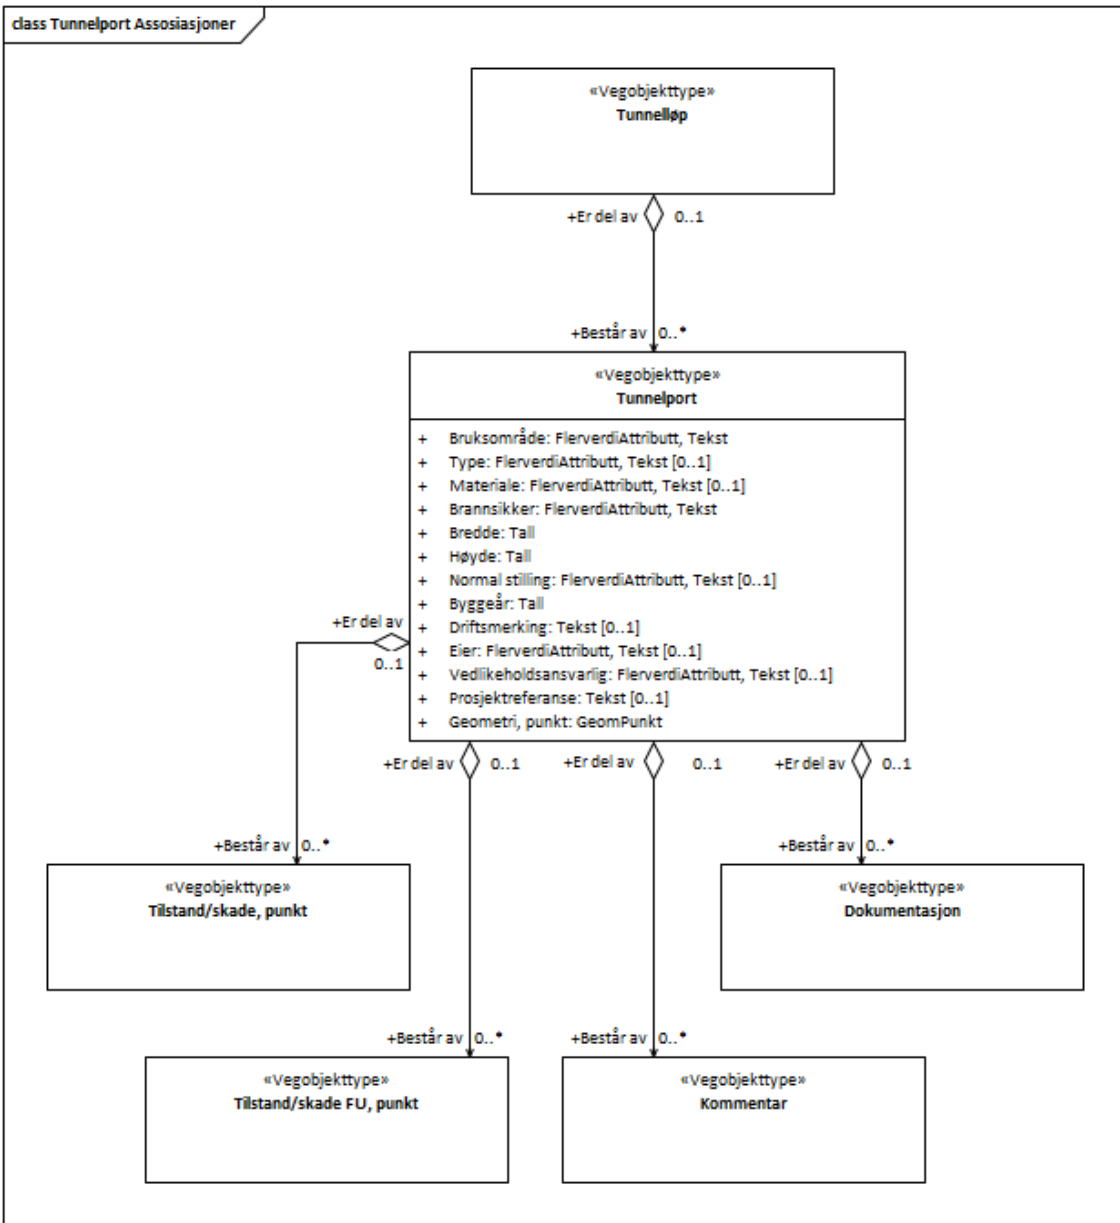 class Tunnelport Assosiasjoner
«Vegobjekttype»
Tunnelløp
+Er del av 0..1
+Består av 0..*
«Vegobjekttype»
Tunnelport
+ Bruksområde: FlerverdiAttributt, Tekst
+ Type: FlerverdiAttributt, Tekst [0..1]
+ Materiale: FlerverdiAttributt, Tekst [0..1]
+ Brannsikker: FlerverdiAttributt, Tekst
+ Bredde: Tall
+ Høyde: Tall
+ Normal stilling: FlerverdiAttributt, Tekst [0..1]
+ Byggeår: Tall
+ Driftsmerking: Tekst [0..1]
+ Eier: FlerverdiAttributt, Tekst [0..1]
+ Vedlikeholdsansvarlig: FlerverdiAttributt, Tekst [0..1]
+ Prosjektreferanse: Tekst [0..1]
+ Geometri, punkt: GeomPunkt
+Er del av
0..1
+Er del av 0..1
+Er del av 0..1
+Er del av 0..1
+Består av 0..*
«Vegobjekttype»
Tilstand/skade, punkt
+Består av 0..*
«Vegobjekttype»
Dokumentasjon
+Består av 0..*
«Vegobjekttype»
Tilstand/skade FU, punkt
+Består av 0..*
«Vegobjekttype»
Kommentar